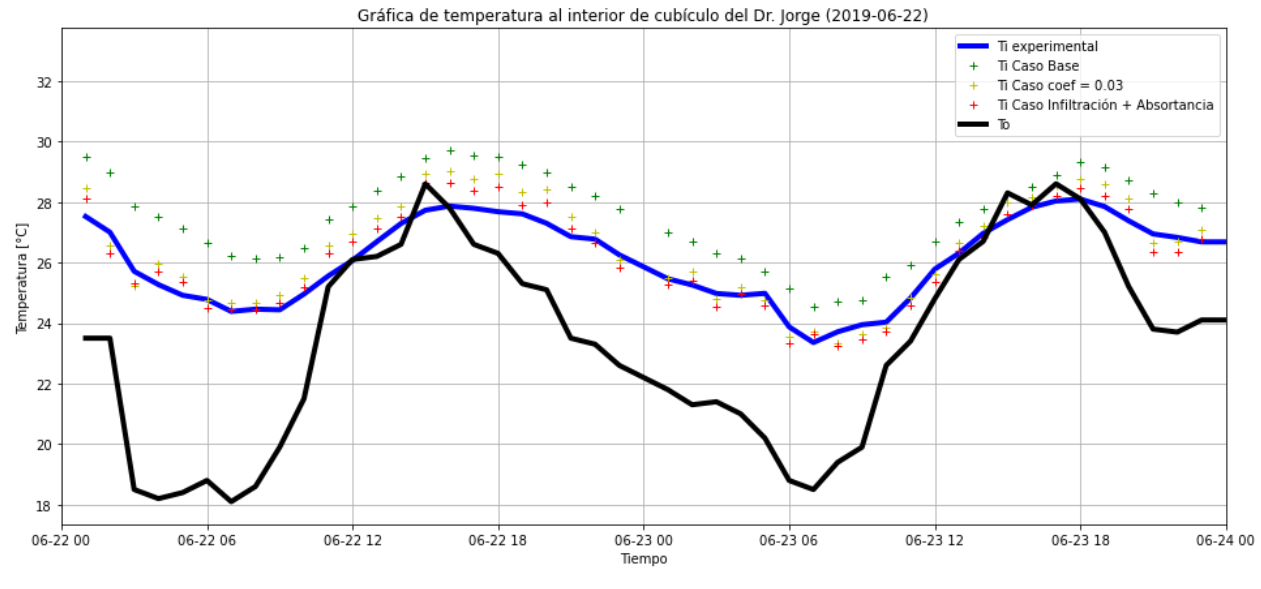 Gráfica de temperatura al interior de cubículo del Dr. Jorge (2019-06-22)
Ti experimental
Ti Caso Base
Ti Caso coef = 0.03
Ti Caso Infiltración + Absortancia
To
Temperatura [°C]
32
30
28
26
24
22
20
18
06-22 00 06-22 06 06-22 12 06-22 18 06-23 00 06-23 06 06-23 12 06-23 18 06-24 00
Tiempo